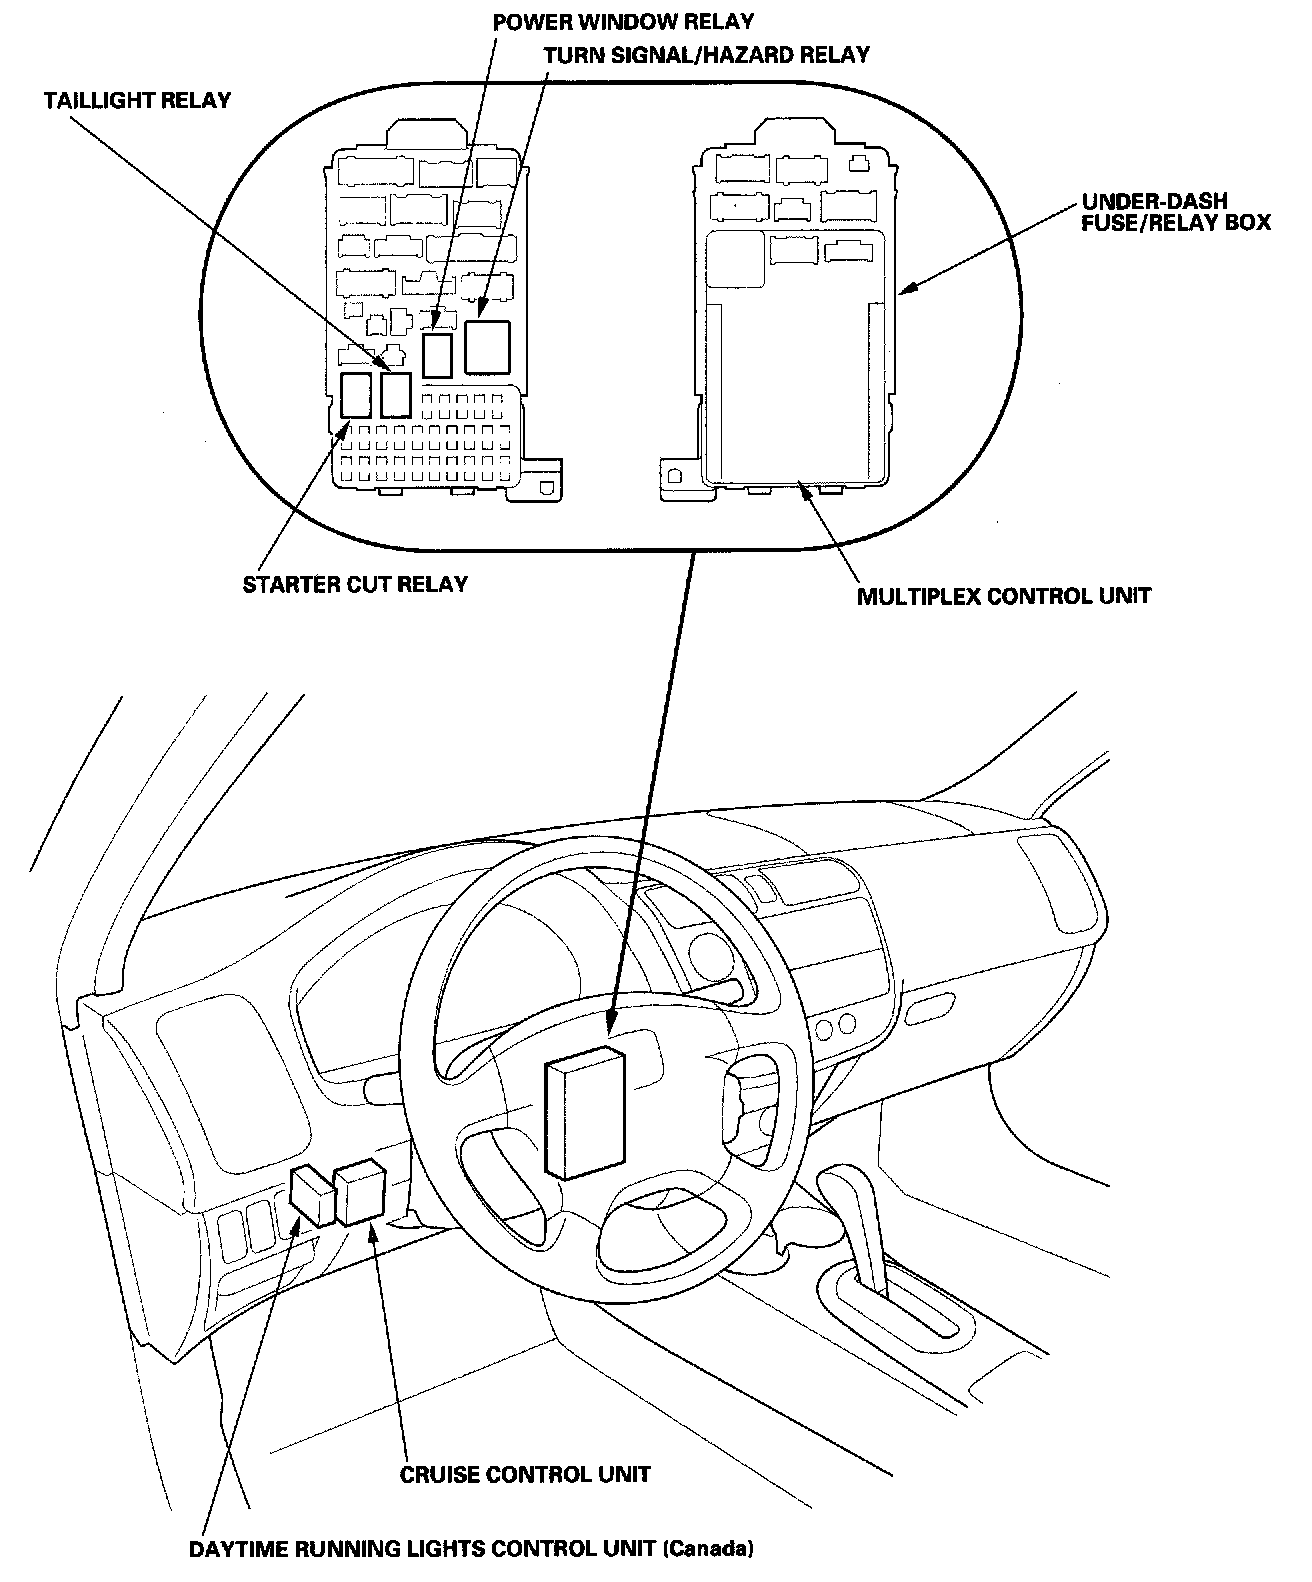 POWER WINDOW RELAY
TURN SIGNAL/HAZARD RELAY
TAILLIGHT RELAY
UNDER-DASH
FUSE/RELAY BOX
STARTER CUT RELAY
MULTIPLEX CONTROL UNIT
CRUISE CONTROL UNIT
DAYTIME RUNNING LIGHTS CONTROL UNIT (Canada)